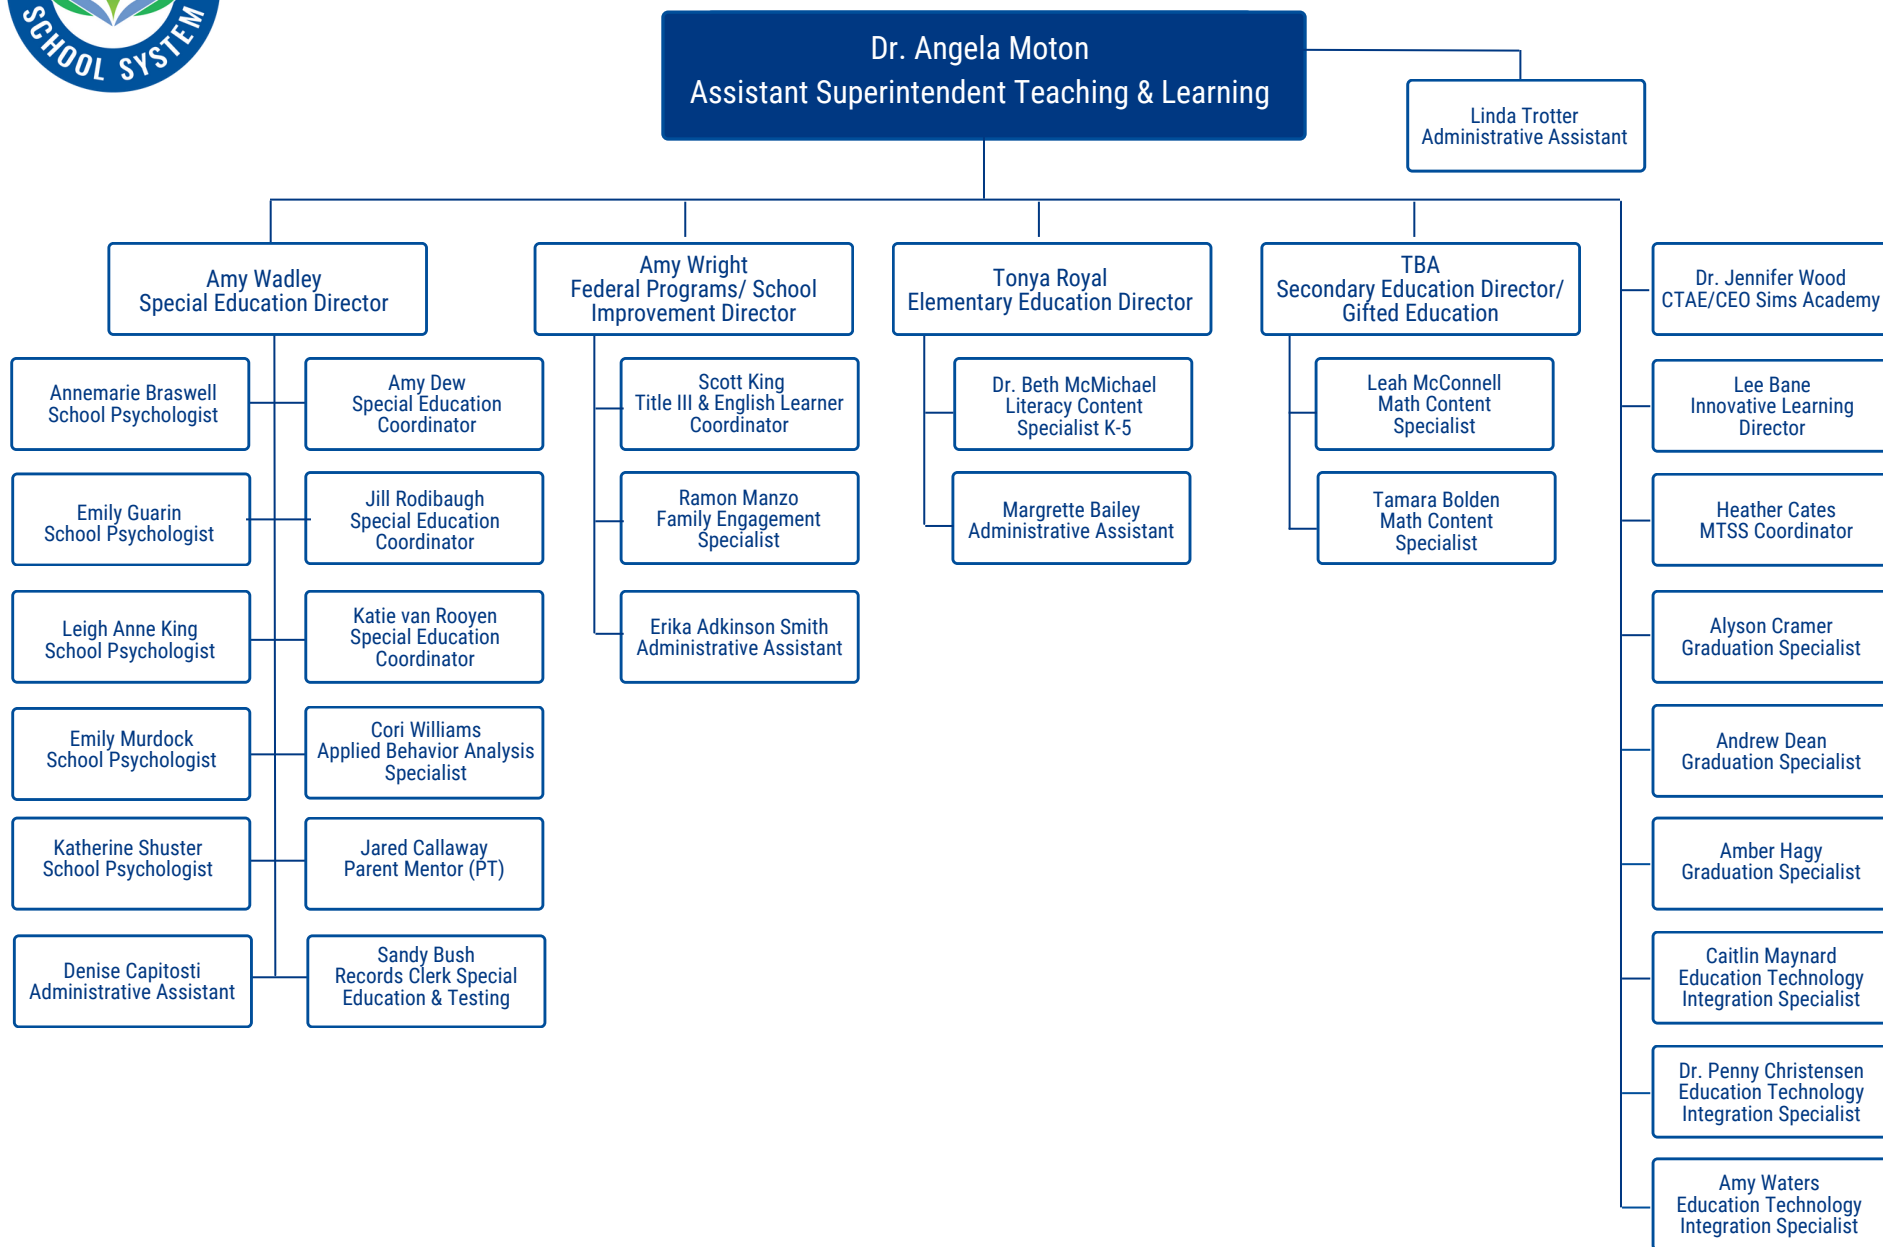 SCHOOL SYSTEM
Dr. Angela Moton
Assistant Superintendent Teaching & Learning
Linda Trotter
Administrative Assistant
Amy Wadley
Special Education Director
Amy Wright
Federal Programs/ School
Improvement Director
Tonya Royal
Elementary Education Director
TBA
Secondary Education Director/
Gifted Education
Dr. Jennifer Wood
CTAE/CEO Sims Academy
Annemarie Braswell
School Psychologist
Amy Dew
Special Education
Coordinator
Scott King
Title III & English Learner
Coordinator
Dr. Beth McMichael
Literacy Content
Specialist K-5
Leah McConnell
Math Content
Specialist
Lee Bane
Innovative Learning
Director
Emily Guarin
School Psychologist
Jill Rodibaugh
Special Education
Coordinator
Ramon Manzo
Family Engagement
Specialist
Margrette Bailey
Administrative Assistant
Tamara Bolden
Math Content
Specialist
Heather Cates
MTSS Coordinator
Leigh Anne King
School Psychologist
Katie van Rooyen
Special Education
Coordinator
Erika Adkinson Smith
Administrative Assistant
Alyson Cramer
Graduation Specialist
Emily Murdock
School Psychologist
Cori Williams
Applied Behavior Analysis
Specialist
Andrew Dean
Graduation Specialist
Katherine Shuster
School Psychologist
Jared Callaway
Parent Mentor (PT)
Amber Hagy
Graduation Specialist
Denise Capitosti
Administrative Assistant
Sandy Bush
Records Clerk Special
Education & Testing
Caitlin Maynard
Education Technology
Integration Specialist
Dr. Penny Christensen
Education Technology
Integration Specialist
Amy Waters
Education Technology
Integration Specialist